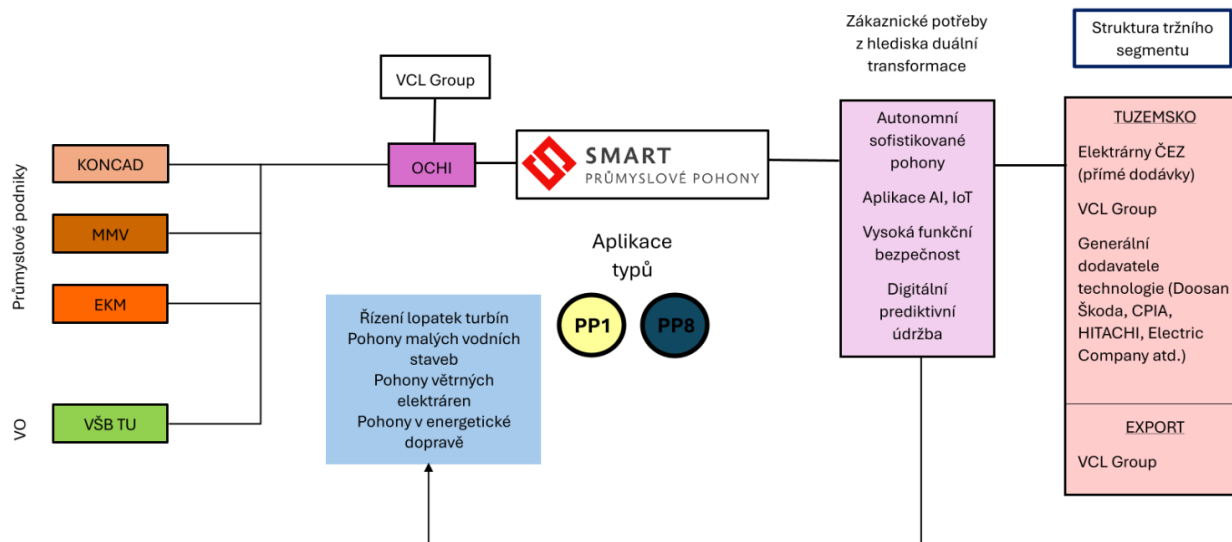 Průmyslové podniky
VO
KONCAD
MMV
EKM
VŠB TU
VCL Group
OCHI
SMART
PRŮMYSLOVÉ POHONY
Aplikace
typů
PP1
PP8
Řízení lopatek turbín
Pohony malých vodních
staveb
Pohony větrných
elektráren
Pohony v energetické
dopravě
Zákaznické potřeby
z hlediska duální
transformace
Autonomní
sofistikované
pohony
Aplikace AI, IoT
Vysoká funkční
bezpečnost
Digitální
prediktivní
údržba
Struktura tržního
segmentu
TUZEMSKO
Elektrárny ČEZ
(přímé dodávky)
VCL Group
Generální
dodavatele
technologie (Doosan
Škoda, CPIA,
HITACHI, Electric
Company atd.)
EXPORT
VCL Group